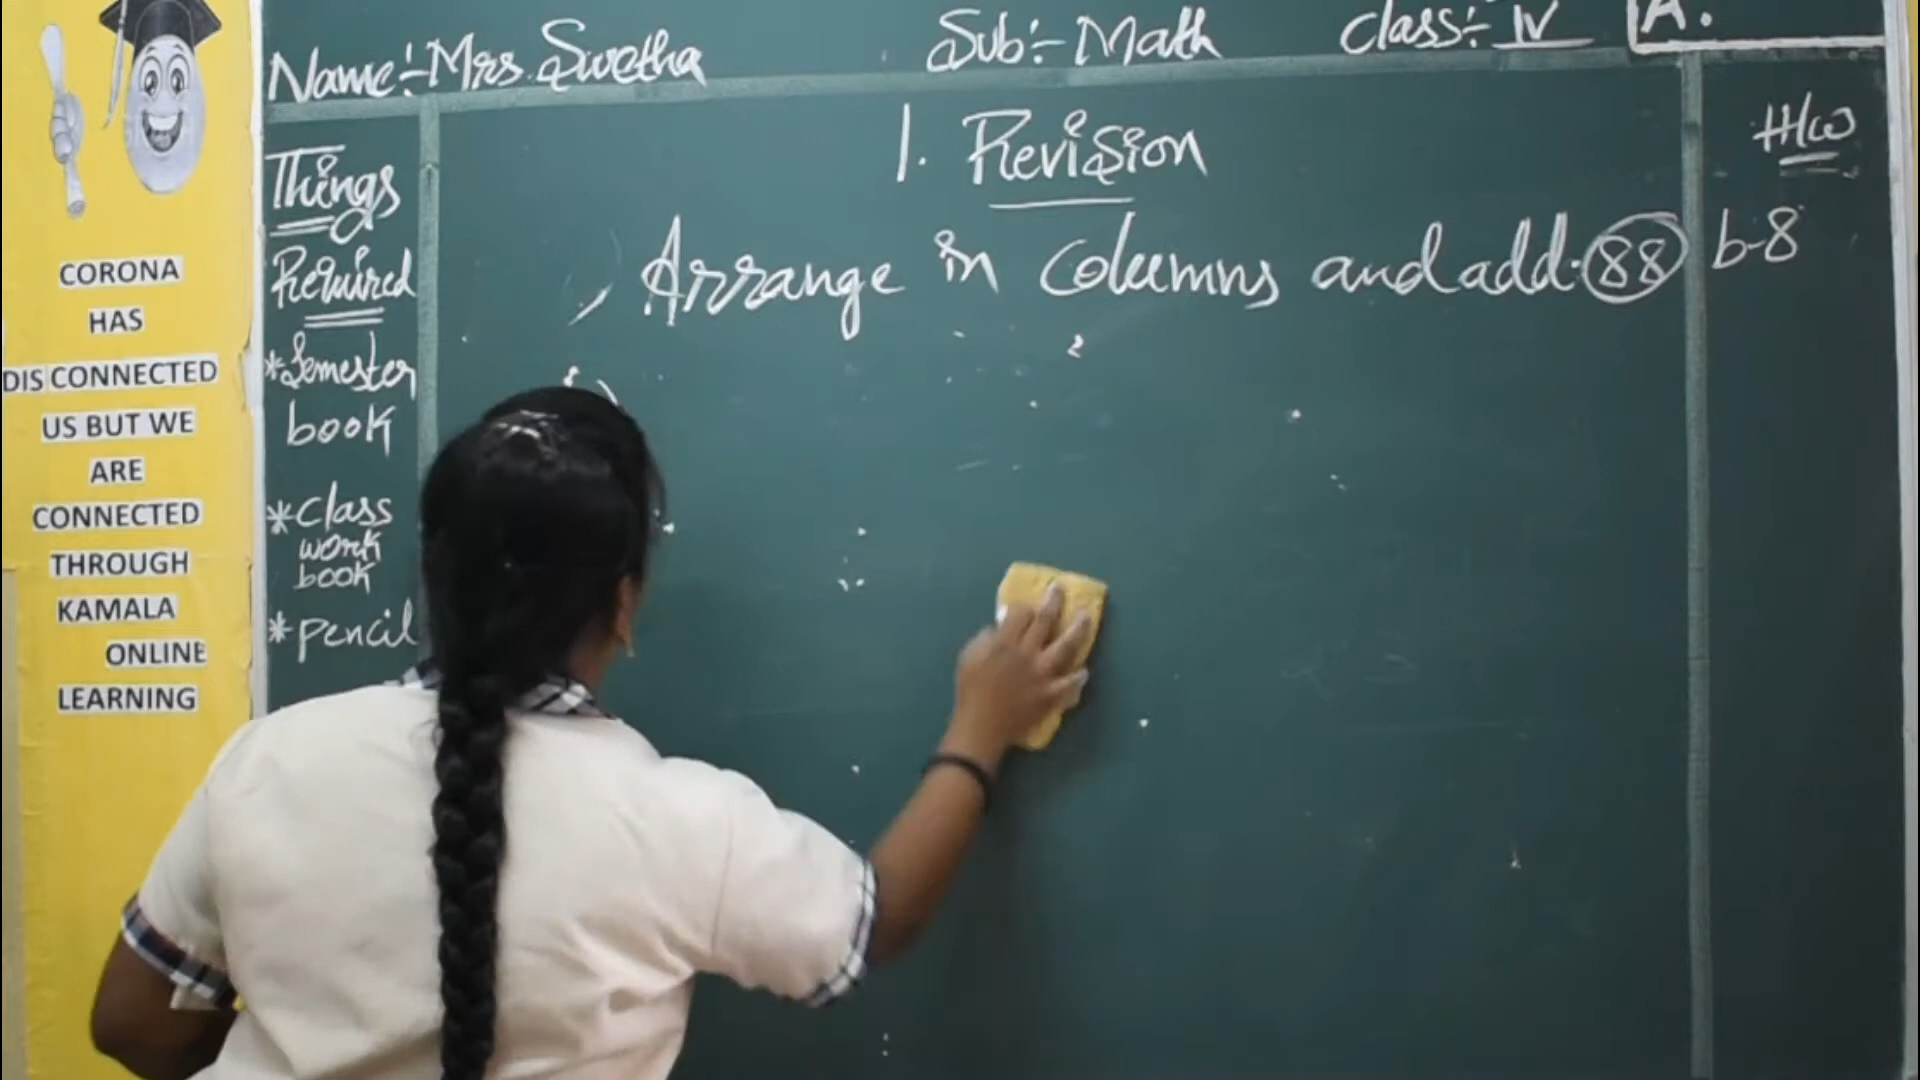 CORONA
HAS
DIS CONNECTED
US BUT WE
ARE
CONNECTED
THROUGH
KAMALA
ONLINE
LEARNING
Name:- Mrs. Swetha
Sub:- Math
Class:- IV
A.
Things
Required
*Semester
book
*Class
work
book
*Pencil
1. Revision
Arrange in Columns and add. 88
H/w
b-8